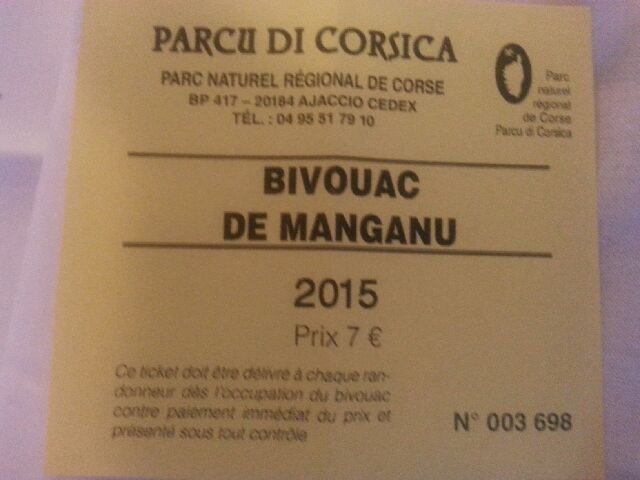 PARCU DI CORSICA
PARC NATUREL RÉGIONAL DE CORSE
BP 417 – 20184 AJACCIO CEDEX
TÉL. : 04 95 51 79 10
Parc
naturel
régional
de Corse
Parcu di Corsica
BIVOUAC
DE MANGANU
2015
Prix 7 €
Ce ticket doit être délivré à chaque ran-
donneur dès l'occupation du bivouac
contre paiement immédiat du prix et
présenté sous tout contrôle
N° 003 698